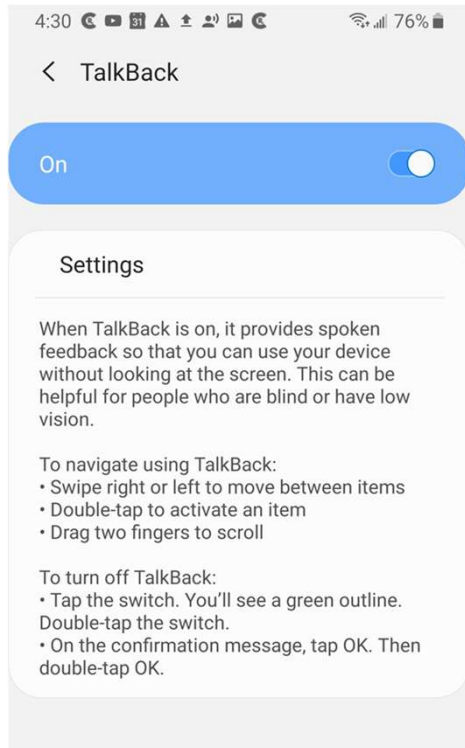 4:30
76%
TalkBack
On
Settings
When TalkBack is on, it provides spoken
feedback so that you can use your device
without looking at the screen. This can be
helpful for people who are blind or have low
vision.
To navigate using TalkBack:
• Swipe right or left to move between items
• Double-tap to activate an item
• Drag two fingers to scroll
To turn off TalkBack:
• Tap the switch. You'll see a green outline.
Double-tap the switch.
• On the confirmation message, tap OK. Then
double-tap OK.